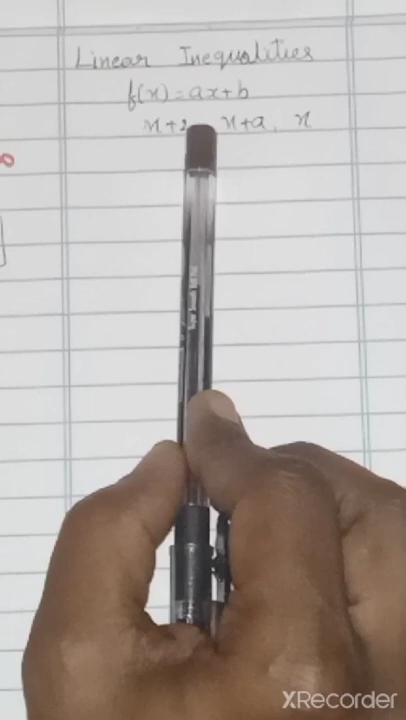 Linear Inequalities
f(x) = ax+b
x+2 x+a, x
XRecorder